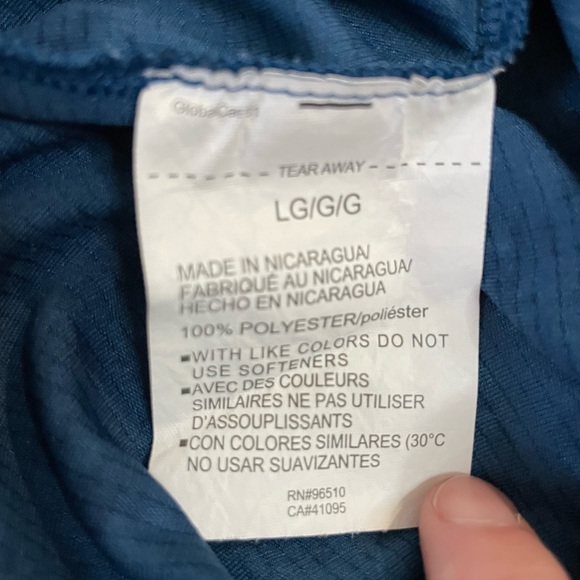 TEAR AWAY
LG/G/G
MADE IN NICARAGUA/
FABRIQUÉ AU NICARAGUA/
HECHO EN NICARAGUA
100% POLYESTER/poliéster
WITH LIKE COLORS DO NOT
USE SOFTENERS
AVEC DES COULEURS
SIMILAIRES NE PAS UTILISER
D'ASSOUPLISSANTS
CON COLORES SIMILARES (30°C
NO USAR SUAVIZANTES
RN#96510
CA#41095